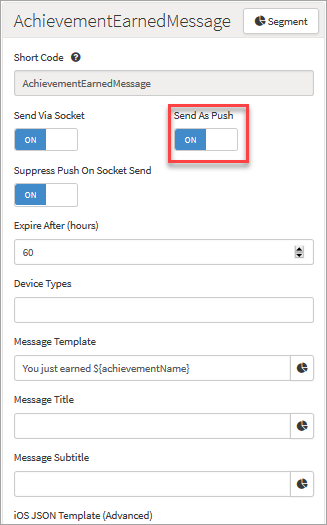 AchievementEarnedMessage Segment
Short Code
AchievementEarnedMessage
Send Via Socket Send As Push
ON ON
Suppress Push On Socket Send
ON
Expire After (hours)
60
Device Types
Message Template
You just earned ${achievementName}
Message Title
Message Subtitle
iOS JSON Template (Advanced)